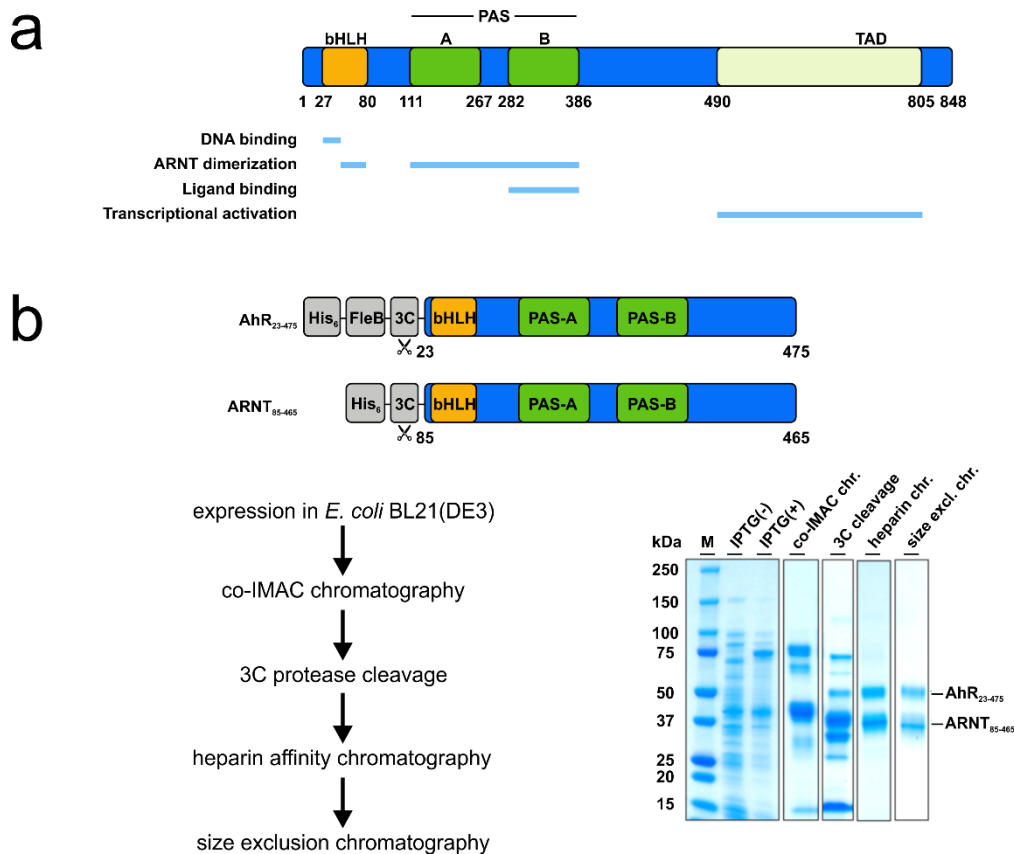 a
PAS
bHLH A B TAD
1 27 80 111 267 282 386 490 805 848
DNA binding
ARNT dimerization
Ligand binding
Transcriptional activation
b
AhR23-475 His6 FleB 3C bHLH PAS-A PAS-B
23 475
ARNT85-465 His6 3C bHLH PAS-A PAS-B
85 465
expression in E. coli BL21(DE3)
co-IMAC chromatography
3C protease cleavage
heparin affinity chromatography
size exclusion chromatography
kDa M IPTG(-) IPTG(+) co-IMAC chr. 3C cleavage heparin chr. size excl. chr.
250
150
100
75
50
37
25
20
15
AhR23-475
ARNT85-465